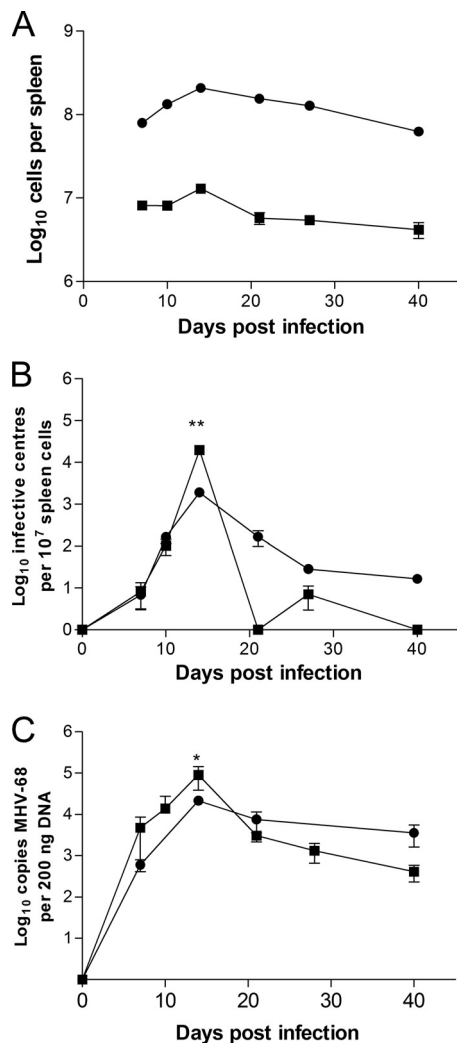 A
Log10 cells per spleen
9
8
7
6
0 10 20 30 40
Days post infection
B
Log10 infective centres
per 10^7 spleen cells
6
5
4
3
2
1
0
**
0 10 20 30 40
Days post infection
C
Log10 copies MHV-68
per 200 ng DNA
6
5
4
3
2
1
*
0 10 20 30 40
Days post infection